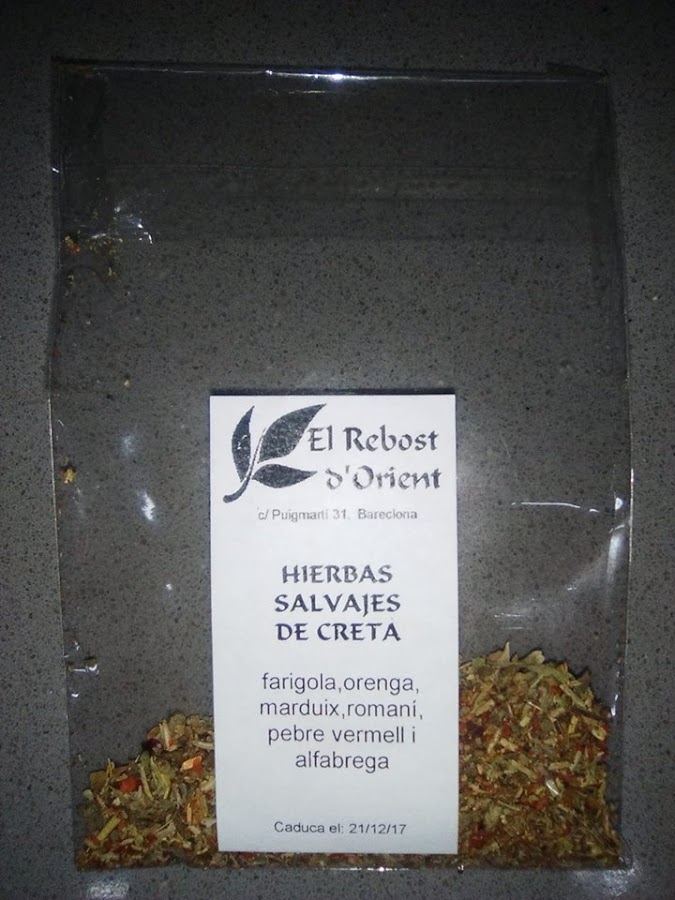 El Rebost
d'Orient
c/ Puigmartí 31. Bareclona
HIERBAS
SALVAJES
DE CRETA
farigola,orenga,
marduix,romaní,
pebre vermell i
alfabrega
Caduca el: 21/12/17